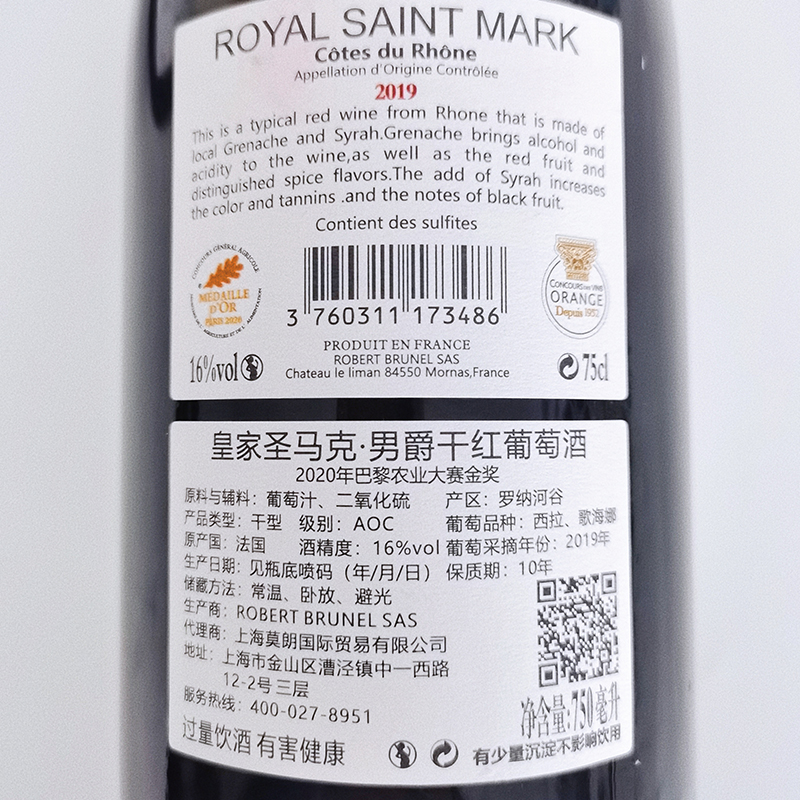 ROYAL SAINT MARK
Côtes du Rhône
Appellation d'Origine Contrôlée
2019
This is a typical red wine from Rhone that is made of
local Grenache and Syrah.Grenache brings alcohol and
acidity to the wine,as well as the red fruit and
distinguished spice flavors.The add of Syrah increases
the color and tannins .and the notes of black fruit.
Contient des sulfites
CONCOURS GÉNÉRAL AGRICOLE
MÉDAILLE
D'OR
PARIS 2020
CONCOURS DES VINS
ORANGE
Depuis 1952
3 760311 173486
PRODUIT EN FRANCE
ROBERT BRUNEL SAS
16%vol
Chateau le liman 84550 Mornas,France
75cl
皇家圣马克·男爵干红葡萄酒
2020年巴黎农业大赛金奖
原料与辅料：葡萄汁、二氧化硫 产区：罗纳河谷
产品类型：干型 级别：AOC 葡萄品种：西拉、歌海娜
原产国：法国 酒精度：16%vol 葡萄采摘年份：2019年
生产日期：见瓶底喷码（年/月/日） 保质期：10年
储藏方法：常温、卧放、避光
生产商：ROBERT BRUNEL SAS
代理商：上海莫朗国际贸易有限公司
地址：上海市金山区漕泾镇中一西路
12-2号三层
服务热线：400-027-8951
净含量:750毫升
过量饮酒 有害健康
有少量沉淀不影响饮用